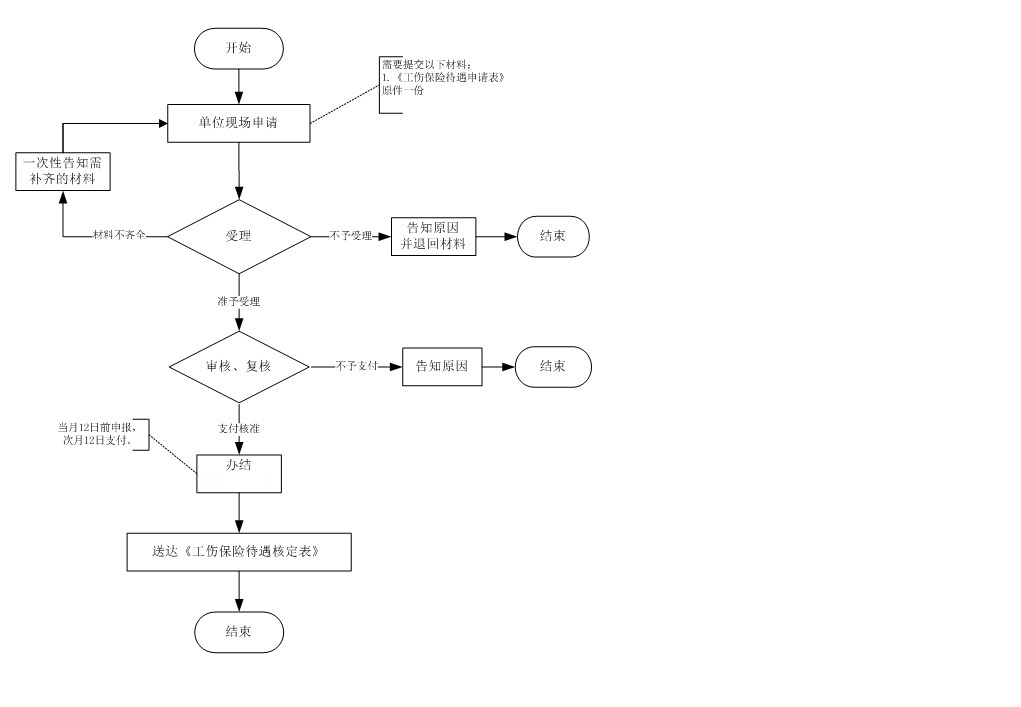 开始
需要提交以下材料：
1.《工伤保险待遇申请表》
原件一份
单位现场申请
一次性告知需
补齐的材料
材料不齐全
受理
不予受理
告知原因
并退回材料
结束
准予受理
审核、复核
不予支付
告知原因
结束
当月12日前申报，
次月12日支付。
支付核准
办结
送达《工伤保险待遇核定表》
结束